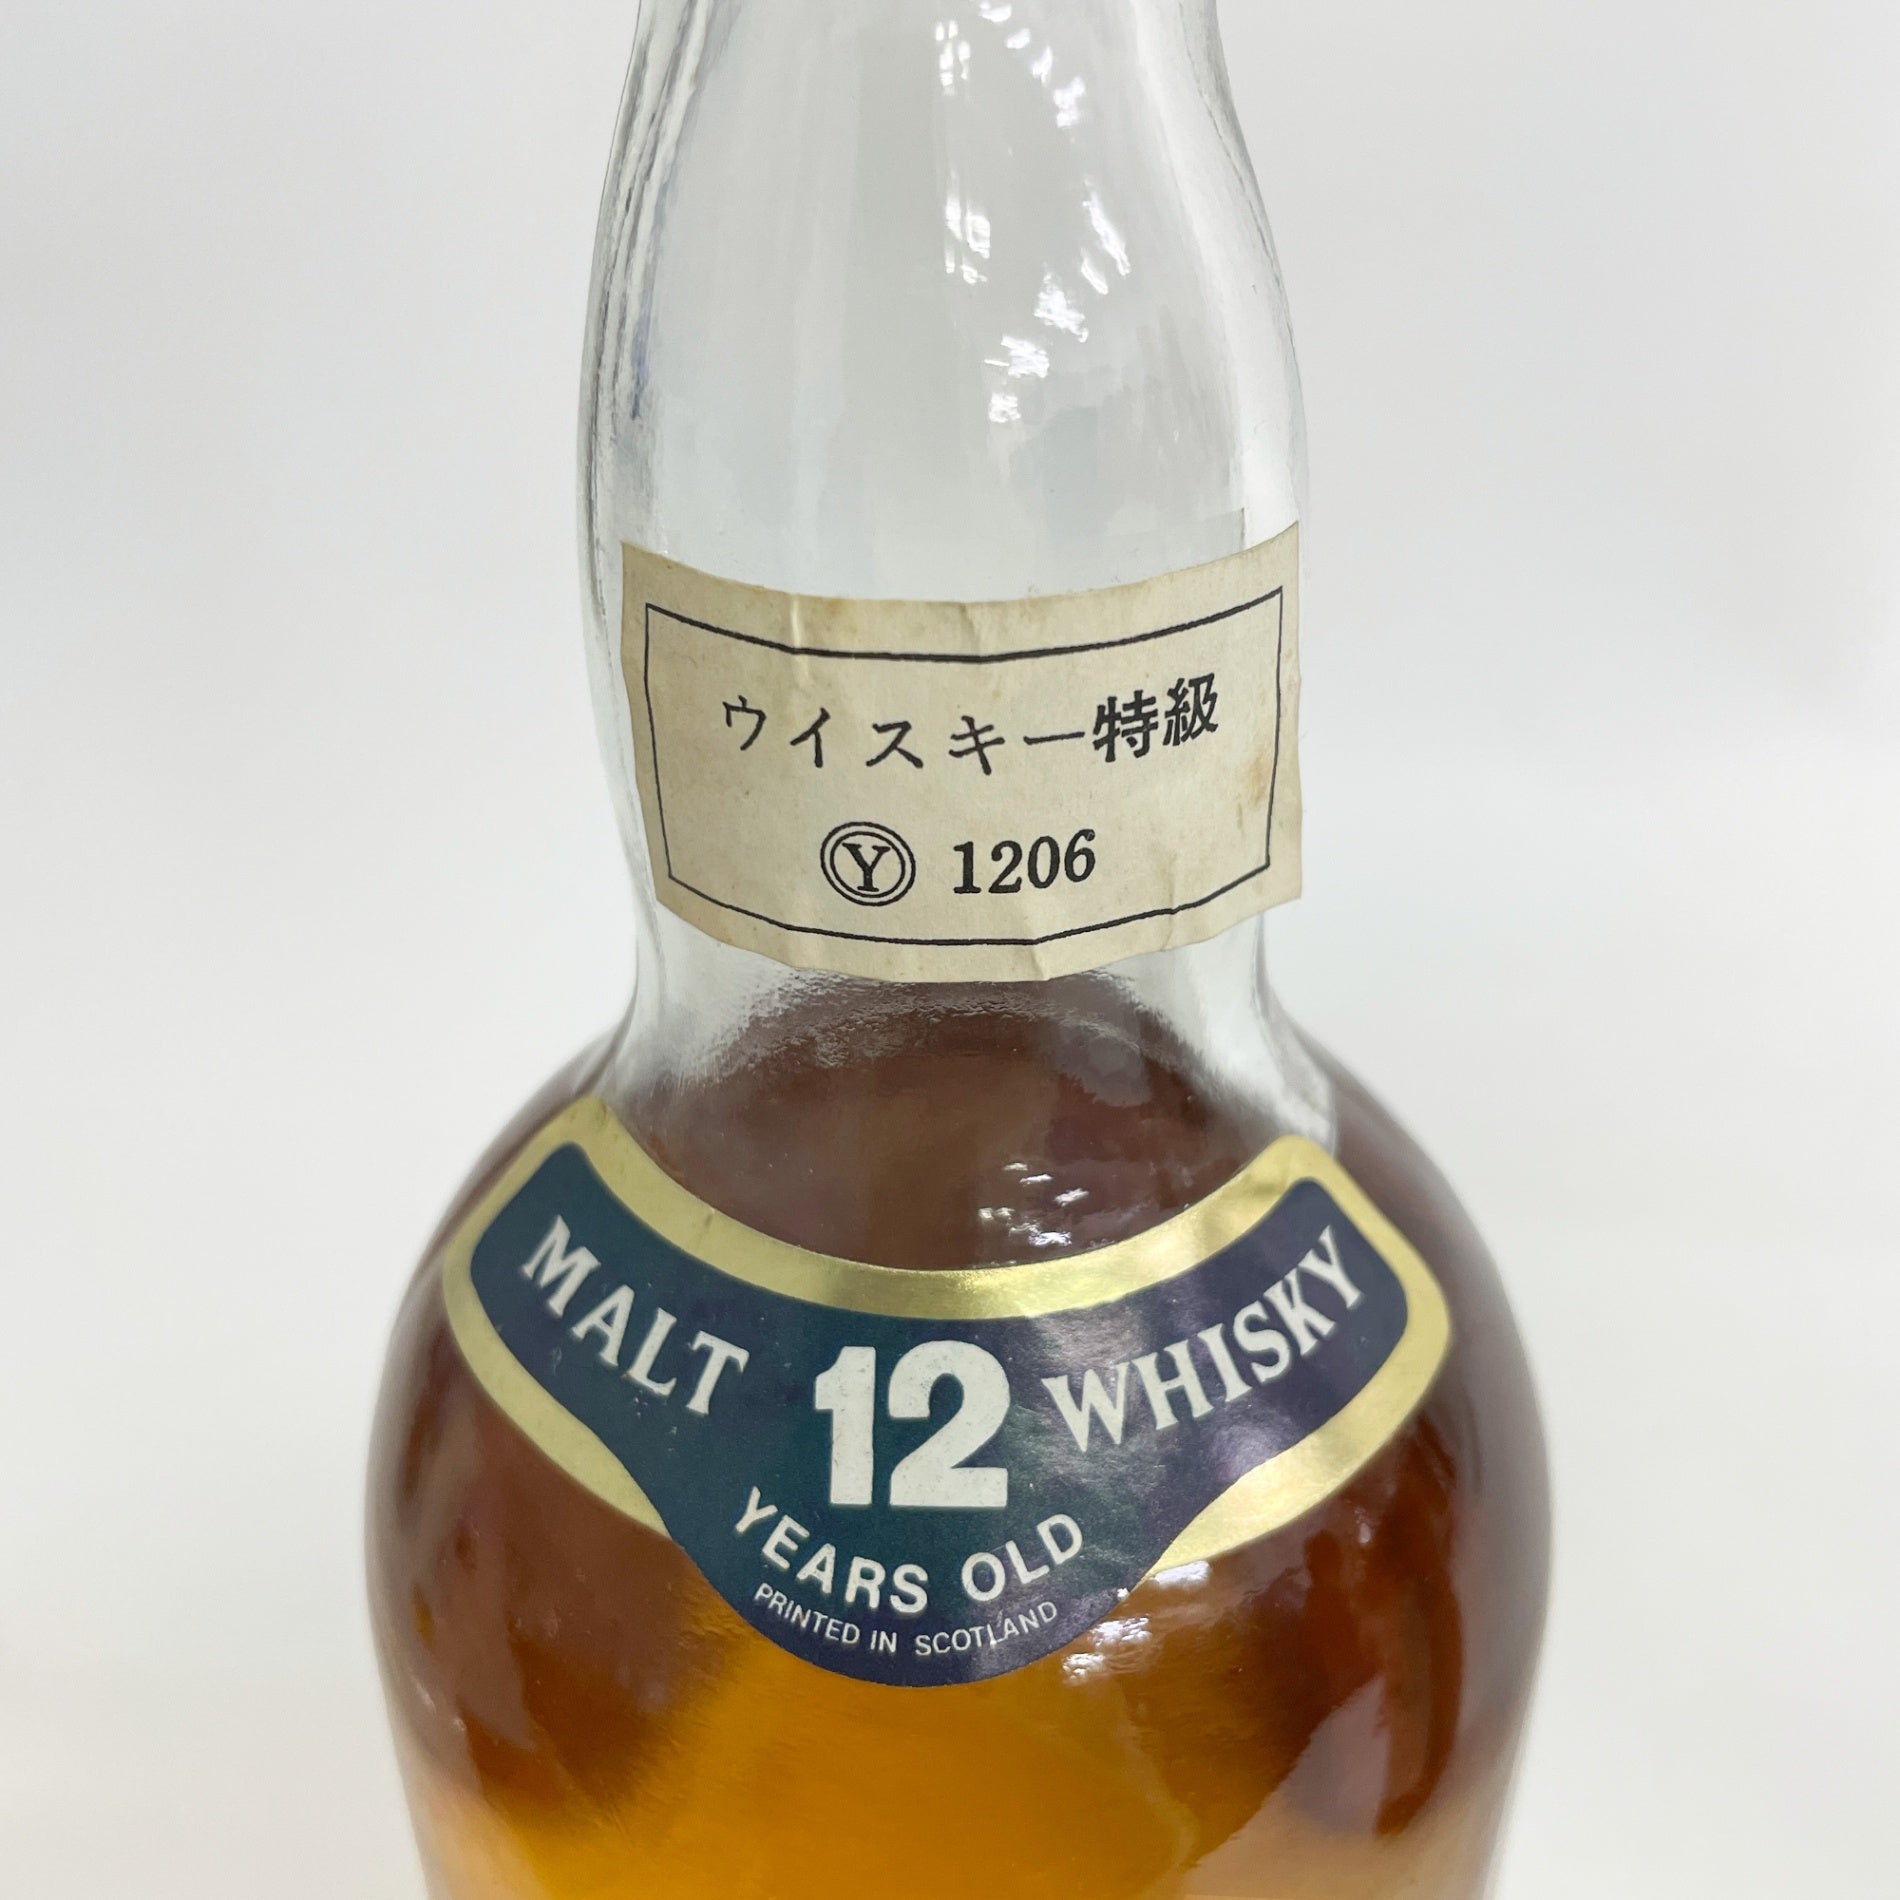 ウイスキー特級
Ⓨ 1206
MALT 12 WHISKY
YEARS OLD
PRINTED IN SCOTLAND